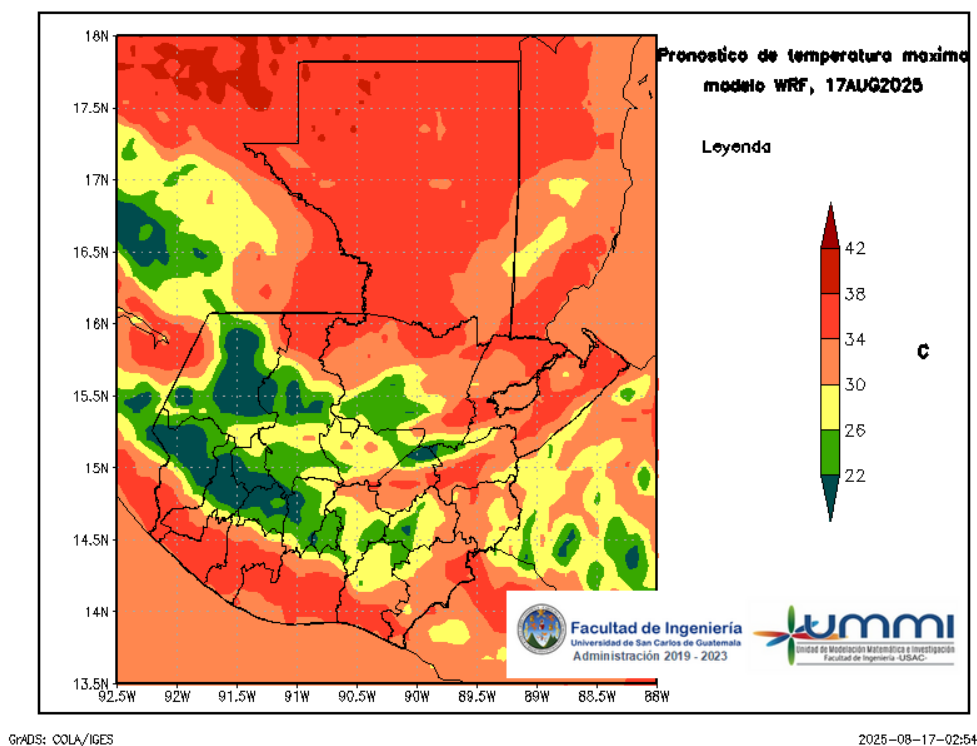 Pronostico de temperatura maxima
modelo WRF, 17AUG2025
Leyenda
42
38
34
30
26
22
C
18N
17.5N
17N
16.5N
16N
15.5N
15N
14.5N
14N
13.5N
92.5W
92W
91.5W
91W
90.5W
90W
89.5W
89W
88.5W
88W
Facultad de Ingeniería
Universidad de San Carlos de Guatemala
Administración 2019 - 2023
ummi
Unidad de Modelación Matemática e Investigación
Facultad de Ingeniería -USAC-
GrADS: COLA/IGES
2025-08-17-02:54